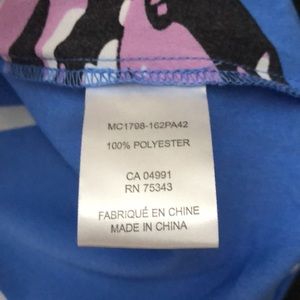 MC1798-162PA42
100% POLYESTER
CA 04991
RN 75343
FABRIQUÉ EN CHINE
MADE IN CHINA